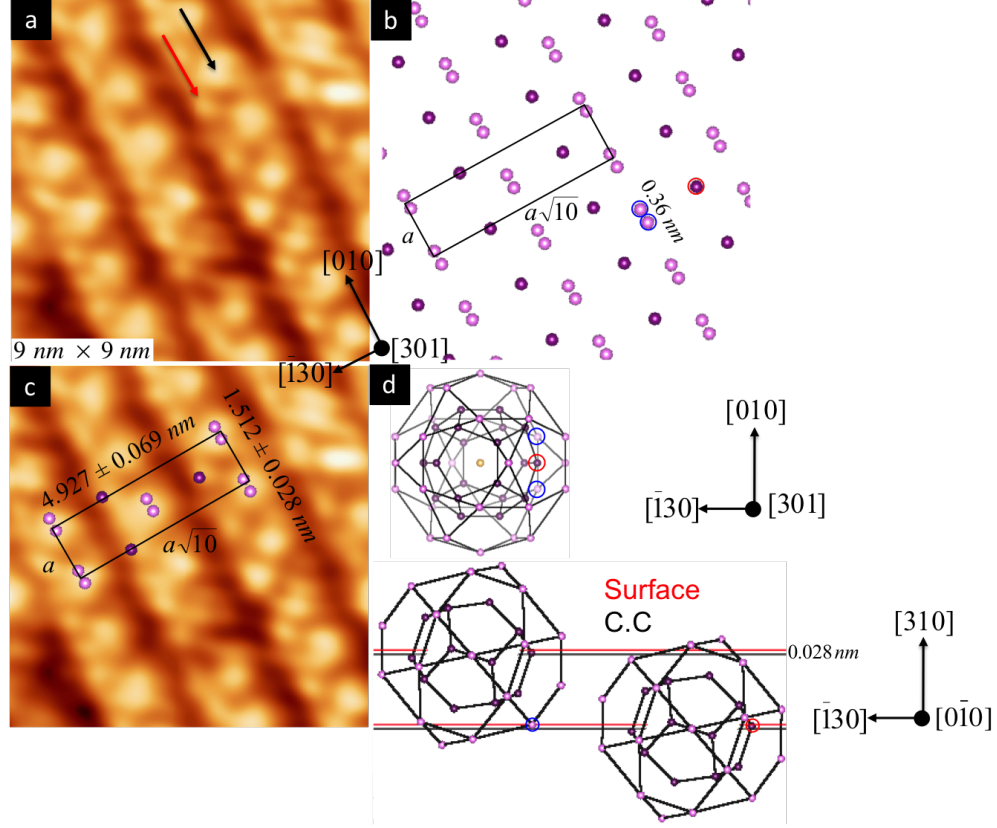 a
9 nm × 9 nm
b
a
a√10
0.36 nm
[010]
[301]
[1̄30]
c
4.927 ± 0.069 nm
1.512 ± 0.028 nm
a
a√10
d
[010]
[1̄30]
[301]
Surface
C.C
0.028 nm
[310]
[1̄30]
[01̄0]